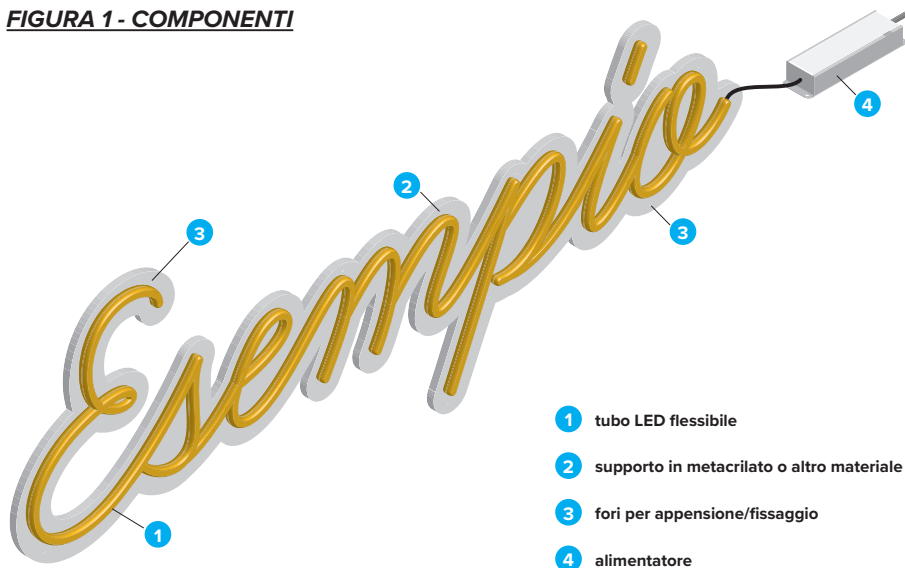 FIGURA 1 - COMPONENTI
Esempio
4
2
3
3
1
1 tubo LED flessibile
2 supporto in metacrilato o altro materiale
3 fori per appensione/fissaggio
4 alimentatore